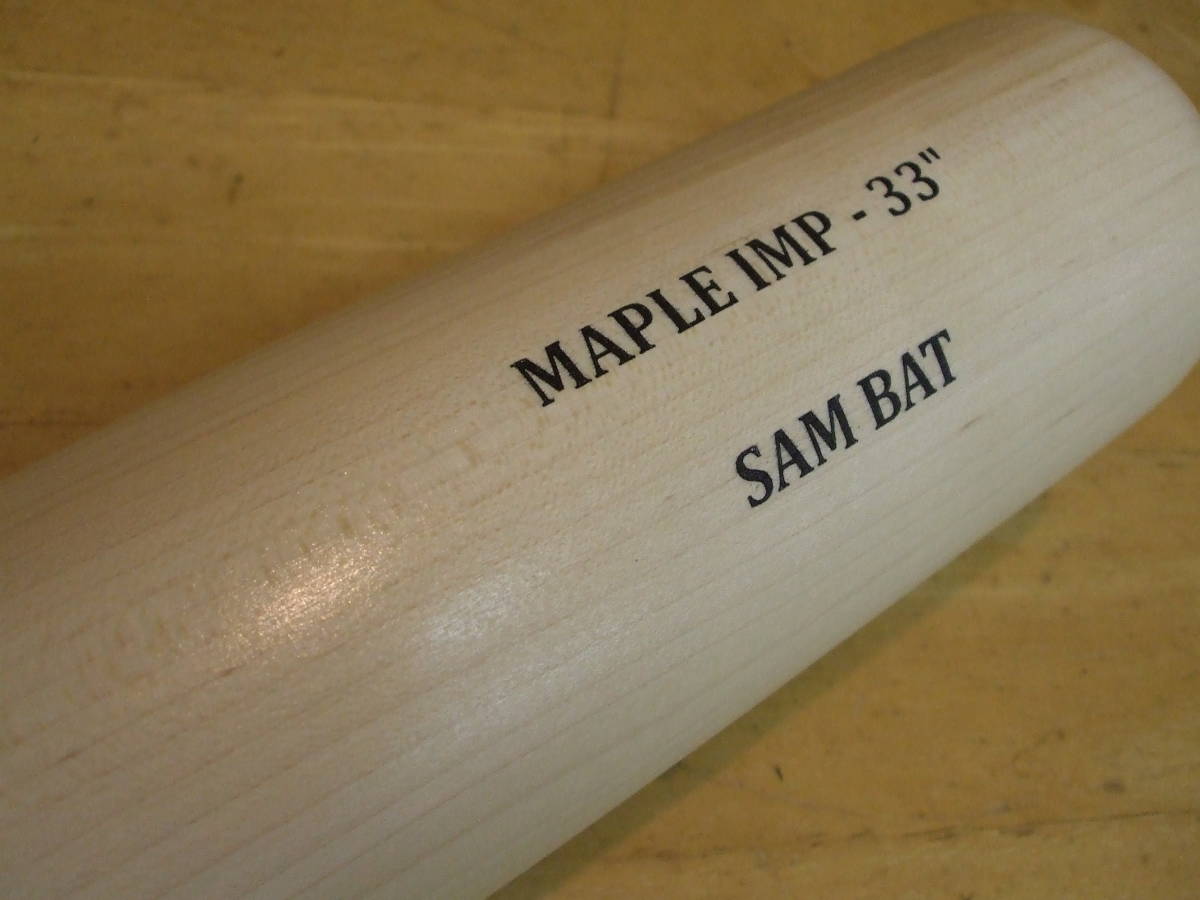 MAPLE IMP - 33"
SAM BAT